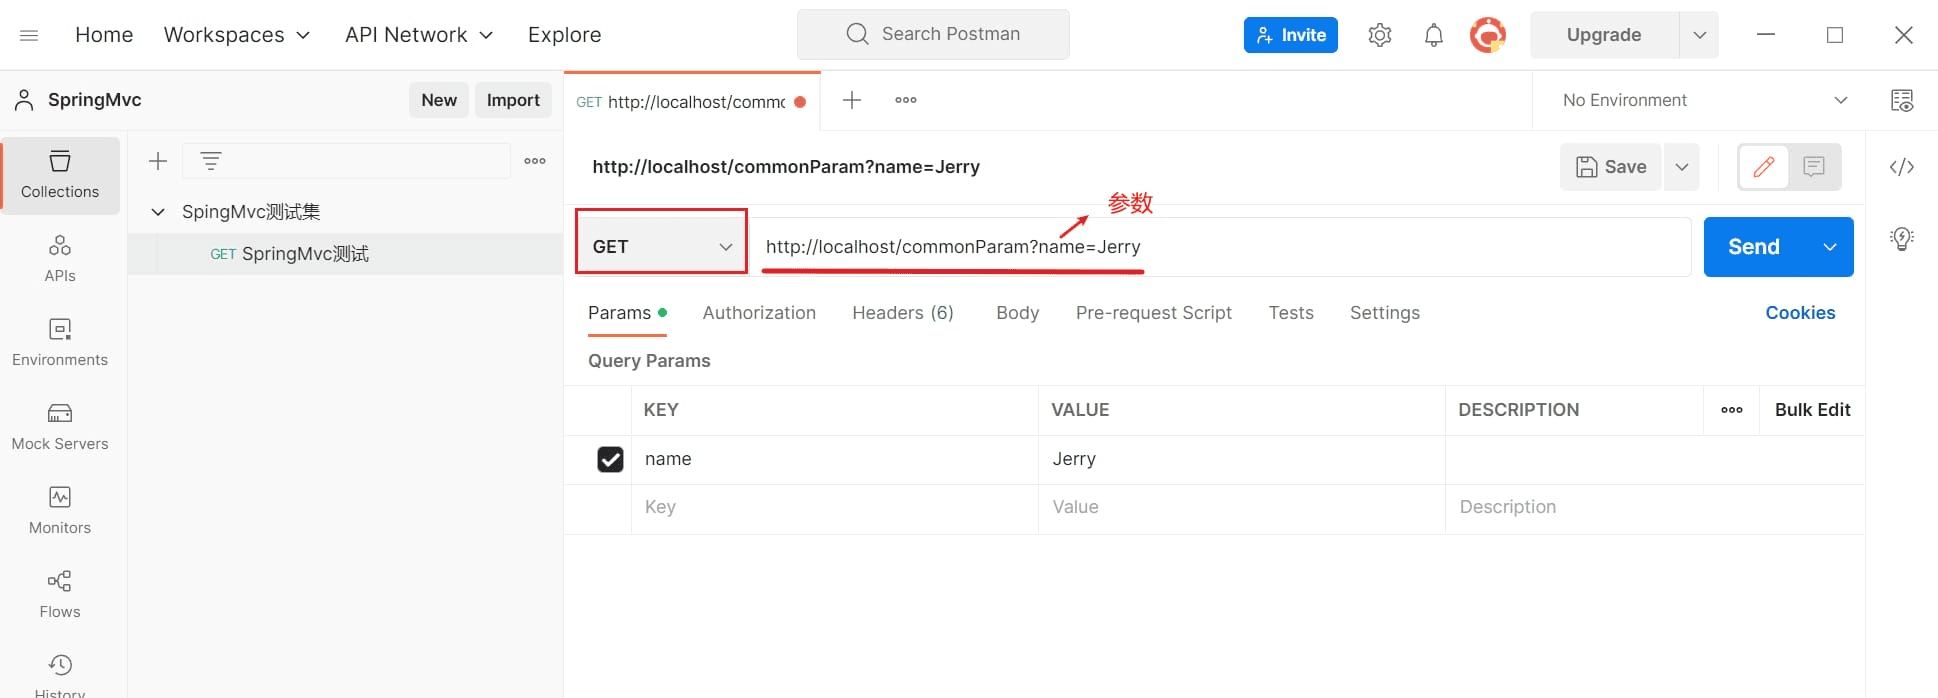 Home Workspaces API Network Explore Search Postman Invite Upgrade
SpringMvc New Import GET http://localhost/commo No Environment
Collections
APIs
Environments
Mock Servers
Monitors
Flows
History
SpingMvc测试集
GET SpringMvc测试
http://localhost/commonParam?name=Jerry Save
参数
GET http://localhost/commonParam?name=Jerry Send
Params Authorization Headers (6) Body Pre-request Script Tests Settings Cookies
Query Params
KEY VALUE DESCRIPTION Bulk Edit
name Jerry
Key Value Description